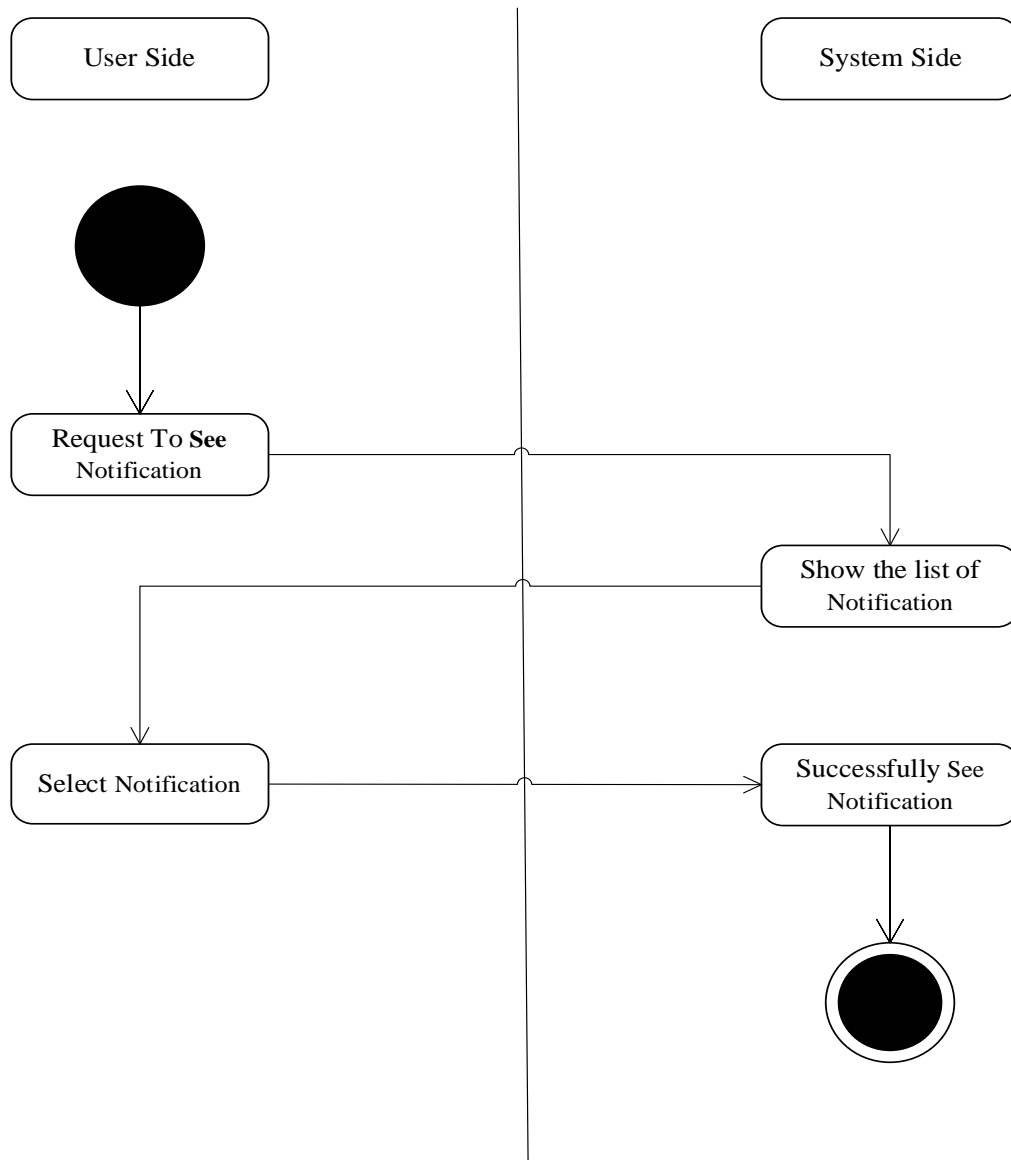 User Side
System Side
Request To See
Notification
Show the list of
Notification
Select Notification
Successfully See
Notification